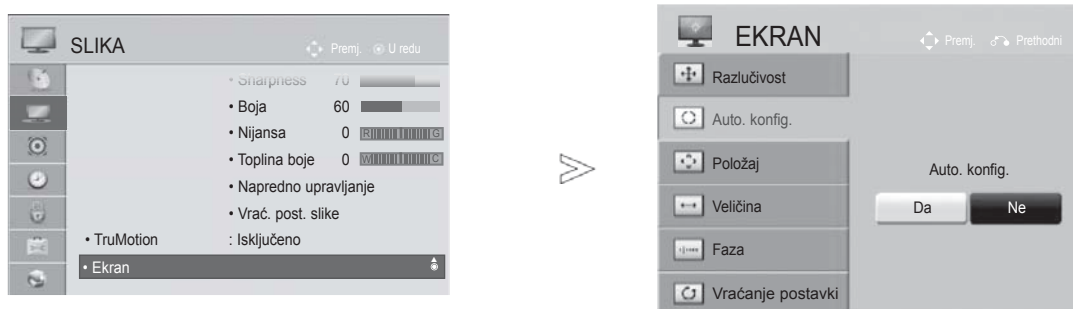 SLIKA
Premj. U redu
• Sharpness 70
• Boja 60
• Nijansa 0 R G
• Toplina boje 0 W C
• Napredno upravljanje
• Vrać. post. slike
• TruMotion : Isključeno
• Ekran
EKRAN
Premj. Prethodni
Razlučivost
Auto. konfig.
Položaj
Veličina
Faza
Vraćanje postavki
Auto. konfig.
Da Ne